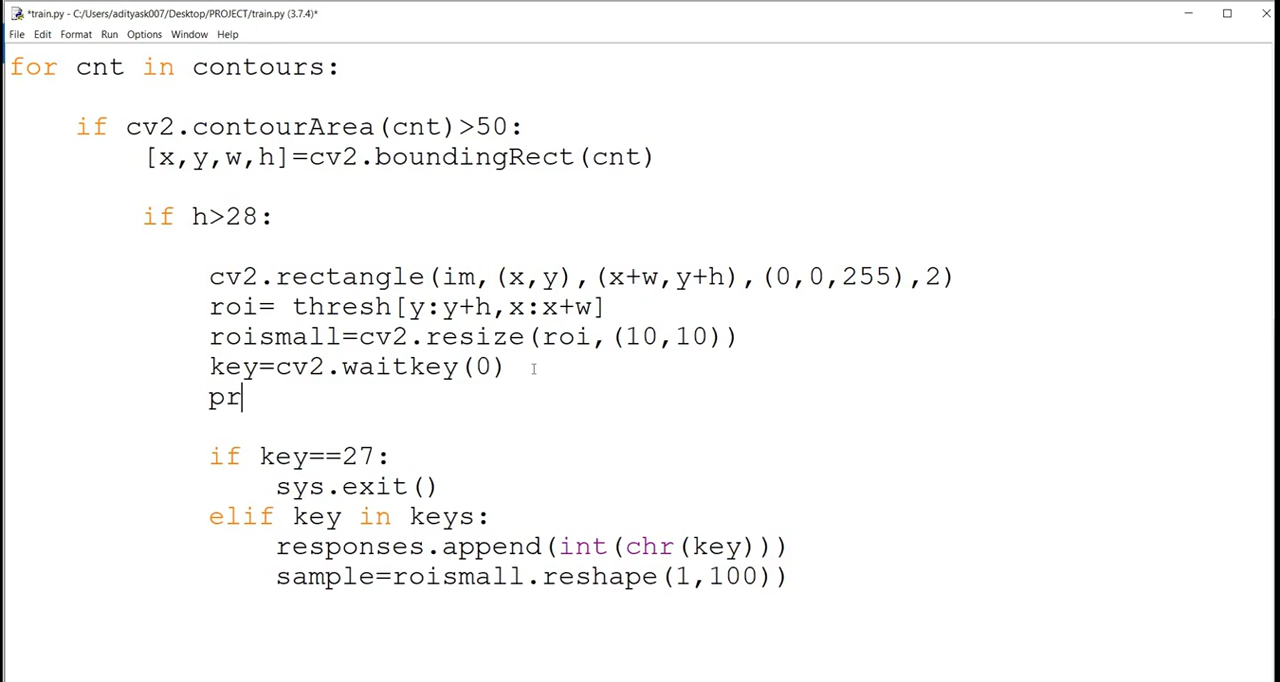 *train.py - C:/Users/adityask007/Desktop/PROJECT/train.py (3.7.4)*
File Edit Format Run Options Window Help
for cnt in contours:
if cv2.contourArea(cnt)>50:
[x,y,w,h]=cv2.boundingRect(cnt)
if h>28:
cv2.rectangle(im,(x,y),(x+w,y+h),(0,0,255),2)
roi= thresh[y:y+h,x:x+w]
roismall=cv2.resize(roi,(10,10))
key=cv2.waitkey(0)
pr
if key==27:
sys.exit()
elif key in keys:
responses.append(int(chr(key)))
sample=roismall.reshape(1,100))